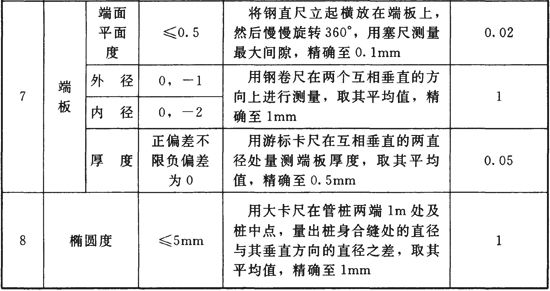 端面
平面
度
≤0.5
将钢直尺立起横放在端板上，
然后慢慢旋转360°，用塞尺测量
最大间隙，精确至0.1mm
0.02
7
端
板
外 径
0，-1
内 径
0，-2
用钢卷尺在两个互相垂直的方
向上进行测量，取其平均值，精
确至1mm
1
厚 度
正偏差不
限负偏差
为0
用游标卡尺在互相垂直的两直
径处量测端板厚度，取其平均
值，精确至0.5mm
0.05
8
椭圆度
≤5mm
用大卡尺在管桩两端1m处及
桩中点，量出桩身合缝处的直径
与其垂直方向的直径之差，取其
平均值，精确至1mm
1